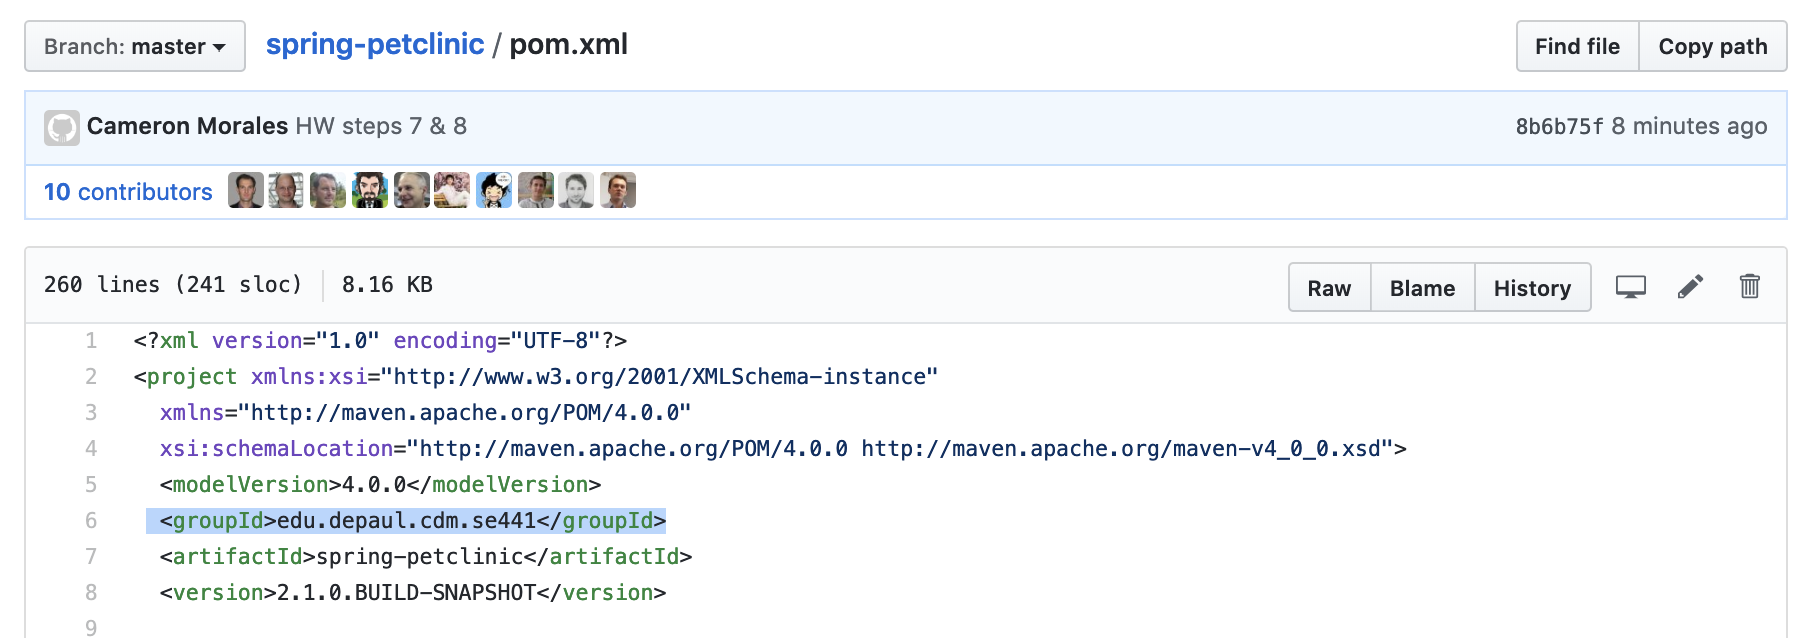 Branch: master
spring-petclinic / pom.xml
Find file
Copy path
Cameron Morales HW steps 7 & 8
8b6b75f 8 minutes ago
10 contributors
260 lines (241 sloc)
8.16 KB
Raw
Blame
History
1 <?xml version="1.0" encoding="UTF-8"?>
2 <project xmlns:xsi="http://www.w3.org/2001/XMLSchema-instance"
3 xmlns="http://maven.apache.org/POM/4.0.0"
4 xsi:schemaLocation="http://maven.apache.org/POM/4.0.0 http://maven.apache.org/maven-v4_0_0.xsd">
5 <modelVersion>4.0.0</modelVersion>
6 <groupId>edu.depaul.cdm.se441</groupId>
7 <artifactId>spring-petclinic</artifactId>
8 <version>2.1.0.BUILD-SNAPSHOT</version>
9